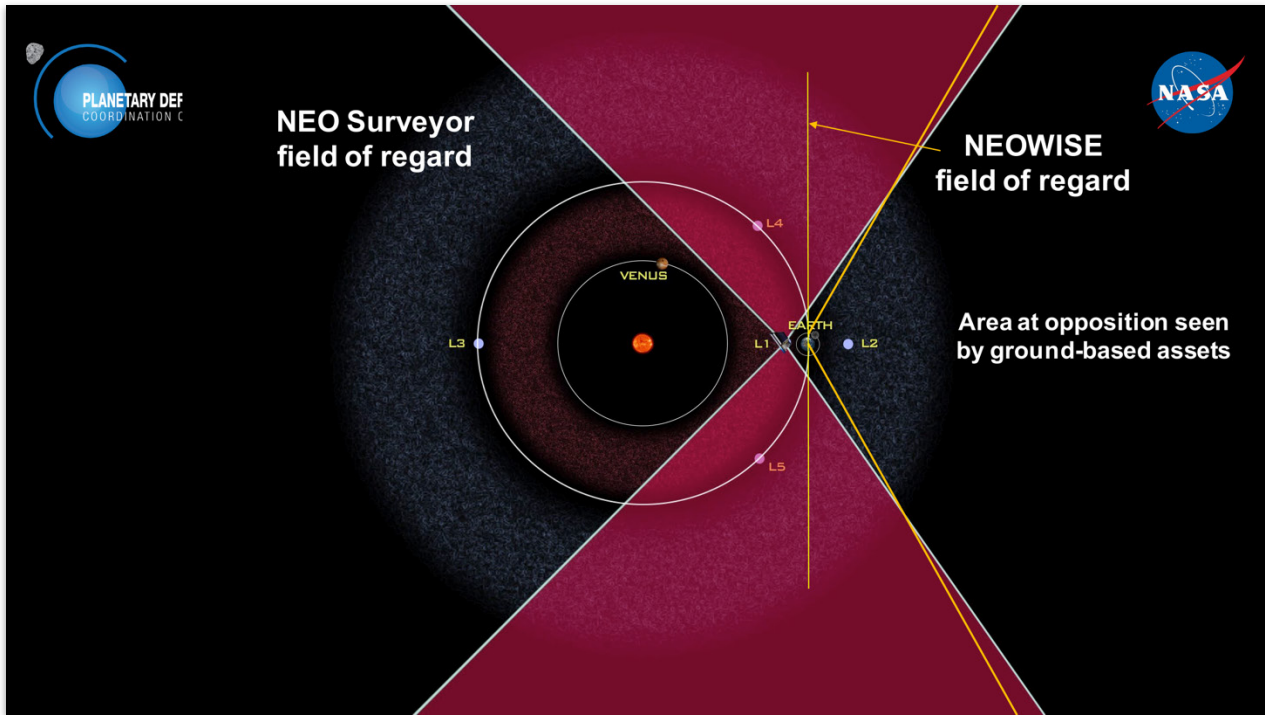 PLANETARY DEF
COORDINATION C
NASA
NEO Surveyor
field of regard
NEOWISE
field of regard
L4
VENUS
EARTH
L3
L1
L2
Area at opposition seen
by ground-based assets
L5